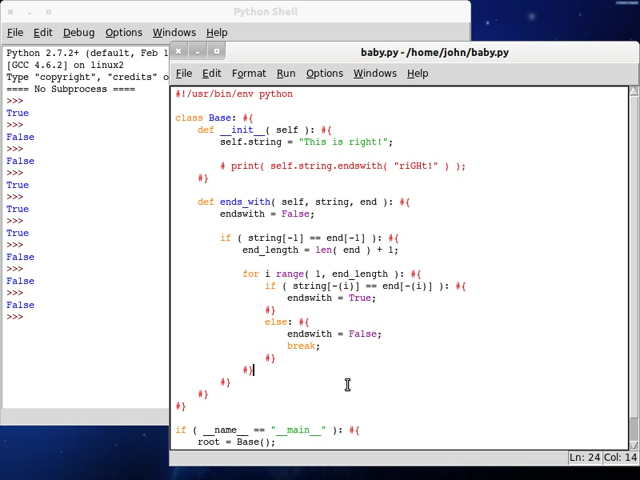 Python Shell
File Edit Debug Options Windows Help
Python 2.7.2+ (default, Feb 1
[GCC 4.6.2] on linux2
Type "copyright", "credits" o
==== No Subprocess ====
>>>
True
>>>
False
>>>
False
>>>
True
>>>
True
>>>
True
>>>
False
>>>
False
>>>
False
>>>
baby.py - /home/john/baby.py
File Edit Format Run Options Windows Help
#!/usr/bin/env python
class Base: #{
def __init__( self ): #{
self.string = "This is right!";
# print( self.string.endswith( "riGHt!" ) );
#}
def ends_with( self, string, end ): #{
endswith = False;
if ( string[-1] == end[-1] ): #{
end_length = len( end ) + 1;
for i range( 1, end_length ): #{
if ( string[-(i)] == end[-(i)] ): #{
endswith = True;
#}
else: #{
endswith = False;
break;
#}
#}
#}
#}
#}
if ( __name__ == "__main__" ): #{
root = Base();
Ln: 24 Col: 14